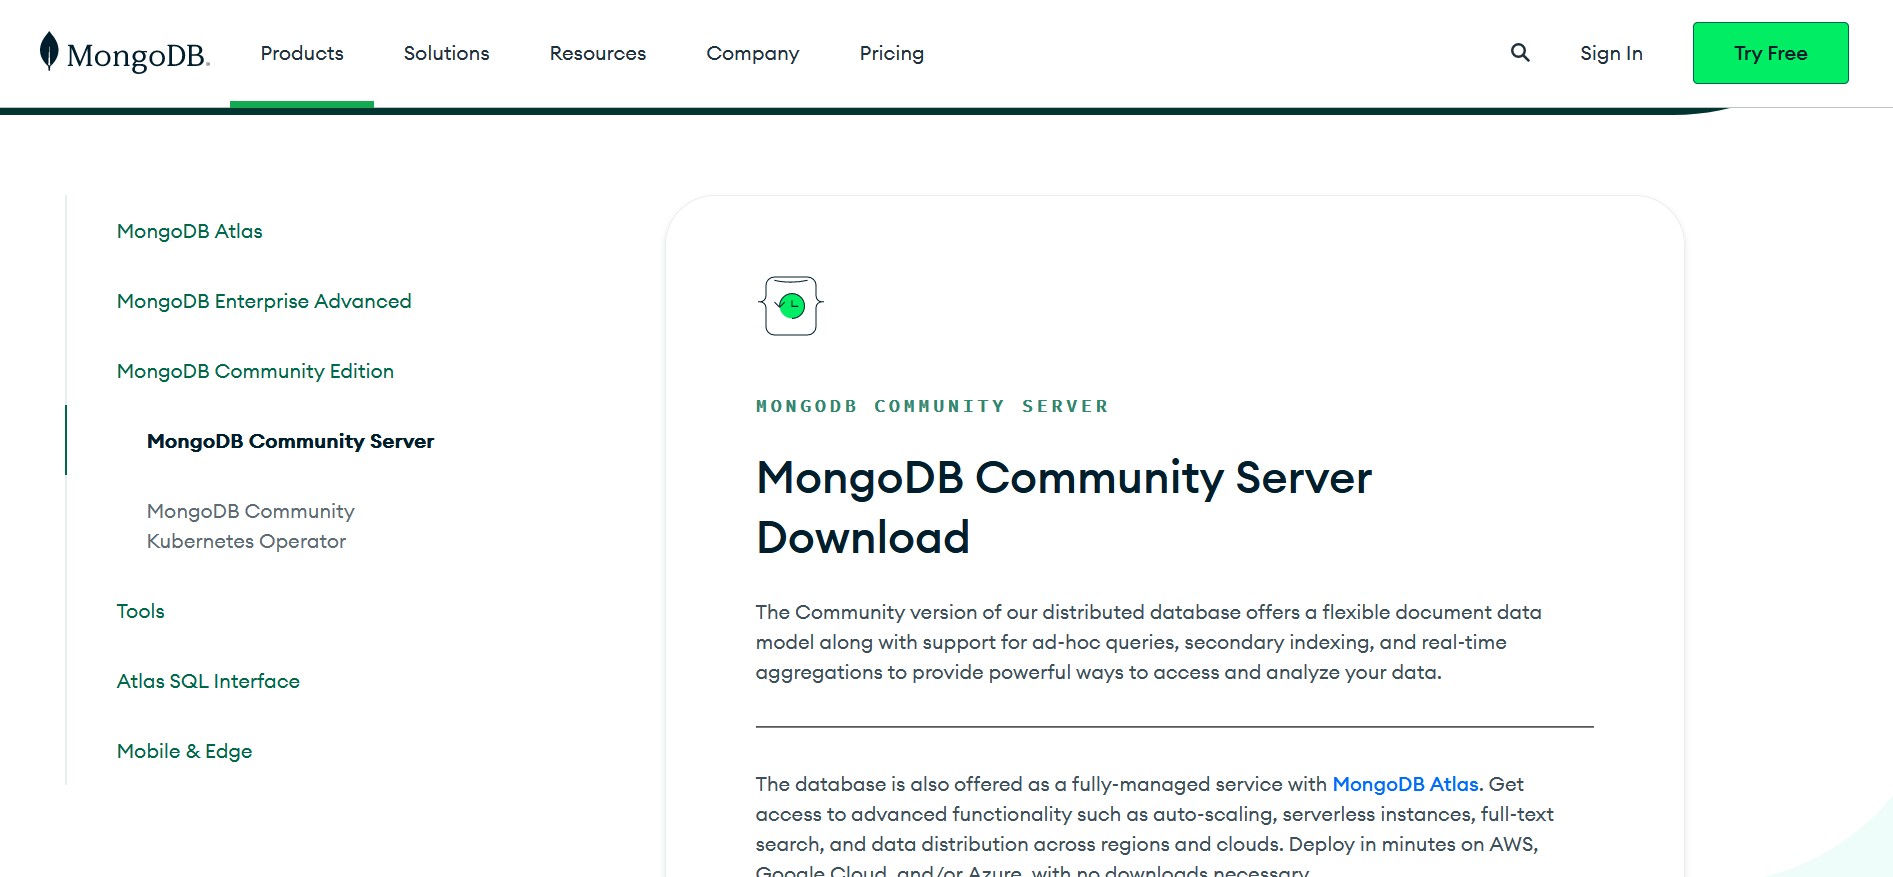 MongoDB.
Products
Solutions
Resources
Company
Pricing
Sign In
Try Free
MongoDB Atlas
MongoDB Enterprise Advanced
MongoDB Community Edition
MongoDB Community Server
MongoDB Community
Kubernetes Operator
Tools
Atlas SQL Interface
Mobile & Edge
MONGODB COMMUNITY SERVER
MongoDB Community Server
Download
The Community version of our distributed database offers a flexible document data
model along with support for ad-hoc queries, secondary indexing, and real-time
aggregations to provide powerful ways to access and analyze your data.
The database is also offered as a fully-managed service with MongoDB Atlas. Get
access to advanced functionality such as auto-scaling, serverless instances, full-text
search, and data distribution across regions and clouds. Deploy in minutes on AWS,
Google Cloud, and/or Azure, with no downloads necessary.